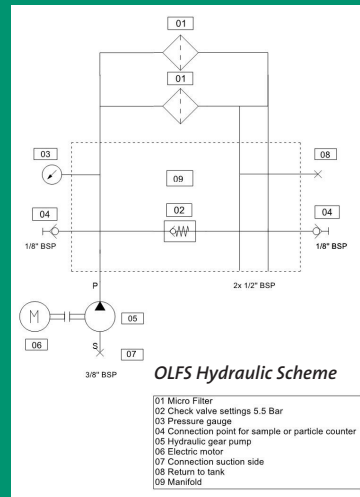 01
01
03
08
09
04
02
04
1/8" BSP
1/8" BSP
P
2x 1/2" BSP
M
05
06
S
07
3/8" BSP
OLFS Hydraulic Scheme
01 Micro Filter
02 Check valve settings 5.5 Bar
03 Pressure gauge
04 Connection point for sample or particle counter
05 Hydraulic gear pump
06 Electric motor
07 Connection suction side
08 Return to tank
09 Manifold